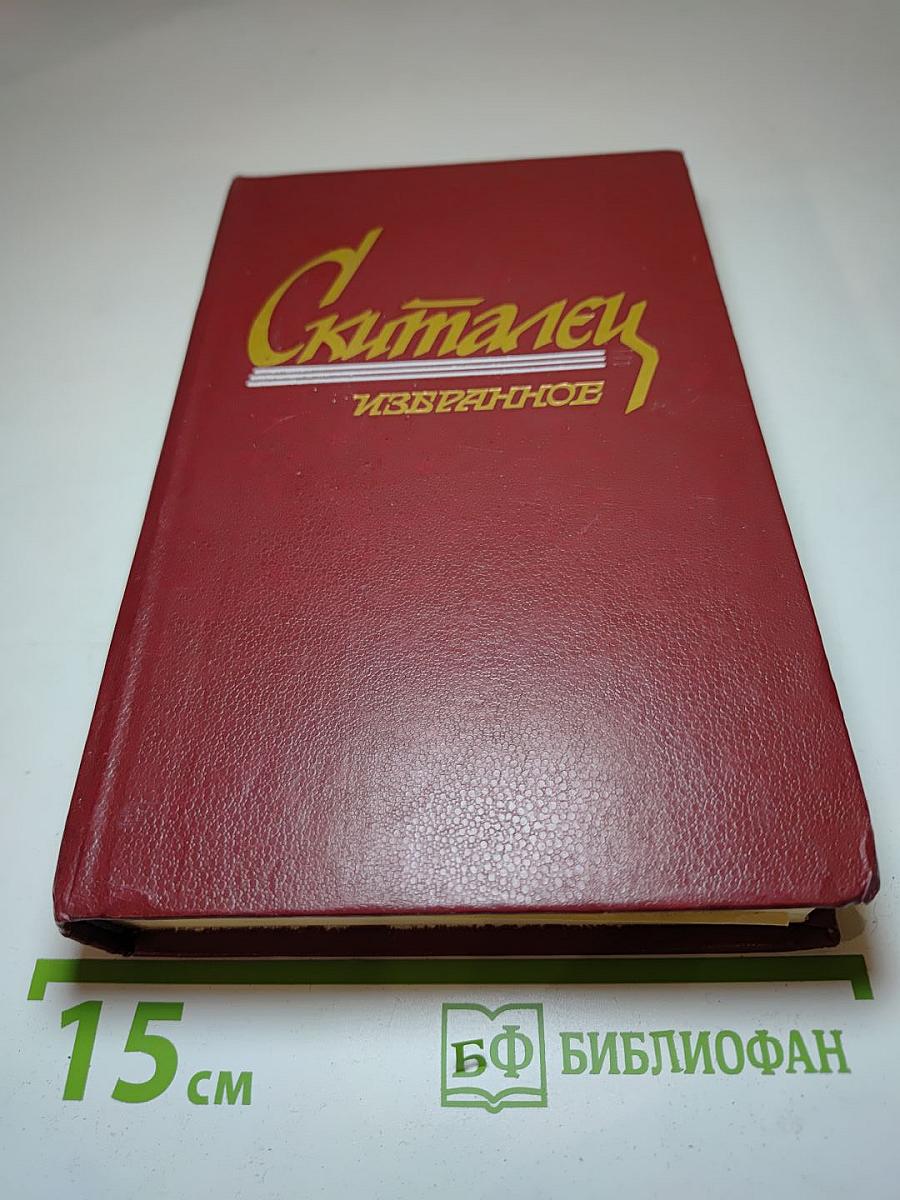 Скиталец
ИЗБРАННОЕ
15 см
БФ БИБЛИОФАН